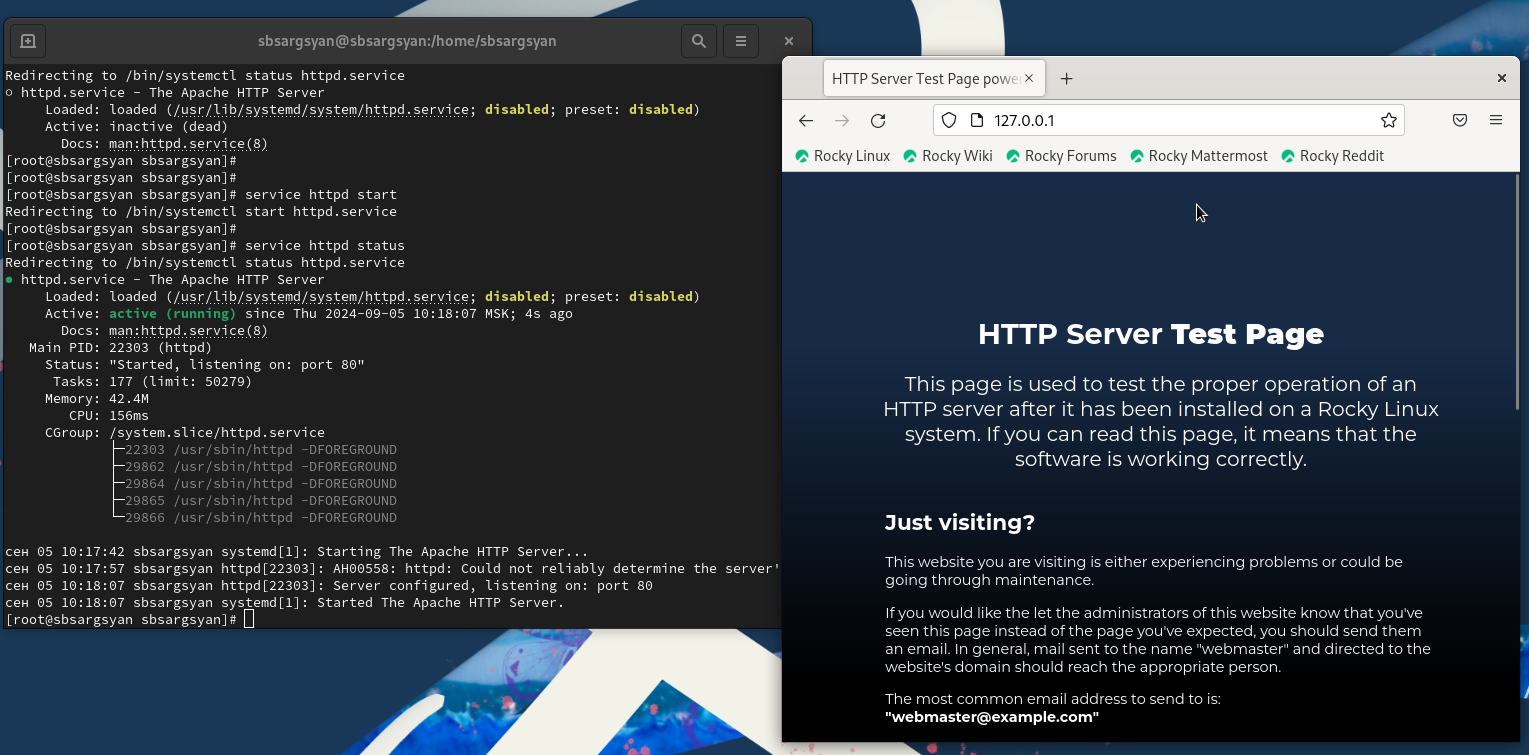 sbsargsyan@sbsargsyan:/home/sbsargsyan
Redirecting to /bin/systemctl status httpd.service
○ httpd.service - The Apache HTTP Server
Loaded: loaded (/usr/lib/systemd/system/httpd.service; disabled; preset: disabled)
Active: inactive (dead)
Docs: man:httpd.service(8)
[root@sbsargsyan sbsargsyan]#
[root@sbsargsyan sbsargsyan]#
[root@sbsargsyan sbsargsyan]# service httpd start
Redirecting to /bin/systemctl start httpd.service
[root@sbsargsyan sbsargsyan]#
[root@sbsargsyan sbsargsyan]# service httpd status
Redirecting to /bin/systemctl status httpd.service
● httpd.service - The Apache HTTP Server
Loaded: loaded (/usr/lib/systemd/system/httpd.service; disabled; preset: disabled)
Active: active (running) since Thu 2024-09-05 10:18:07 MSK; 4s ago
Docs: man:httpd.service(8)
Main PID: 22303 (httpd)
Status: "Started, listening on: port 80"
Tasks: 177 (limit: 50279)
Memory: 42.4M
CPU: 156ms
CGroup: /system.slice/httpd.service
├─22303 /usr/sbin/httpd -DFOREGROUND
├─29862 /usr/sbin/httpd -DFOREGROUND
├─29864 /usr/sbin/httpd -DFOREGROUND
├─29865 /usr/sbin/httpd -DFOREGROUND
└─29866 /usr/sbin/httpd -DFOREGROUND
сен 05 10:17:42 sbsargsyan systemd[1]: Starting The Apache HTTP Server...
сен 05 10:17:57 sbsargsyan httpd[22303]: AH00558: httpd: Could not reliably determine the server'
сен 05 10:18:07 sbsargsyan httpd[22303]: Server configured, listening on: port 80
сен 05 10:18:07 sbsargsyan systemd[1]: Started The Apache HTTP Server.
[root@sbsargsyan sbsargsyan]#
HTTP Server Test Page powe
127.0.0.1
Rocky Linux Rocky Wiki Rocky Forums Rocky Mattermost Rocky Reddit
HTTP Server Test Page
This page is used to test the proper operation of an
HTTP server after it has been installed on a Rocky Linux
system. If you can read this page, it means that the
software is working correctly.
Just visiting?
This website you are visiting is either experiencing problems or could be
going through maintenance.
If you would like the let the administrators of this website know that you've
seen this page instead of the page you've expected, you should send them
an email. In general, mail sent to the name "webmaster" and directed to the
website's domain should reach the appropriate person.
The most common email address to send to is:
"webmaster@example.com"